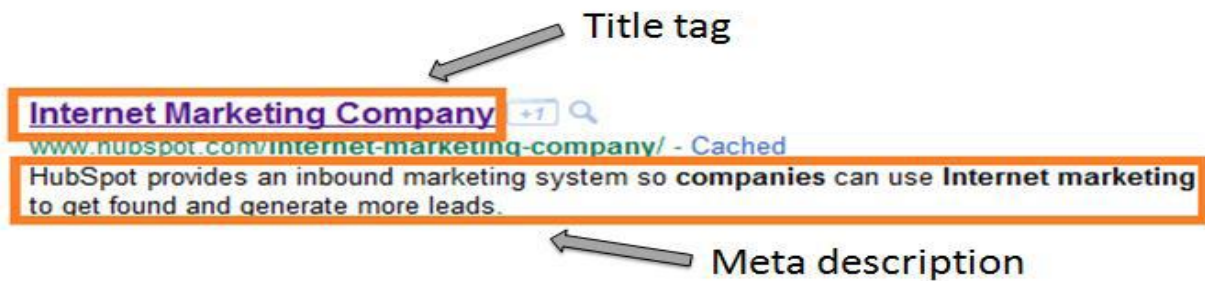 Title tag
Internet Marketing Company +1
www.hubspot.com/internet-marketing-company/ - Cached
HubSpot provides an inbound marketing system so companies can use Internet marketing
to get found and generate more leads.
Meta description